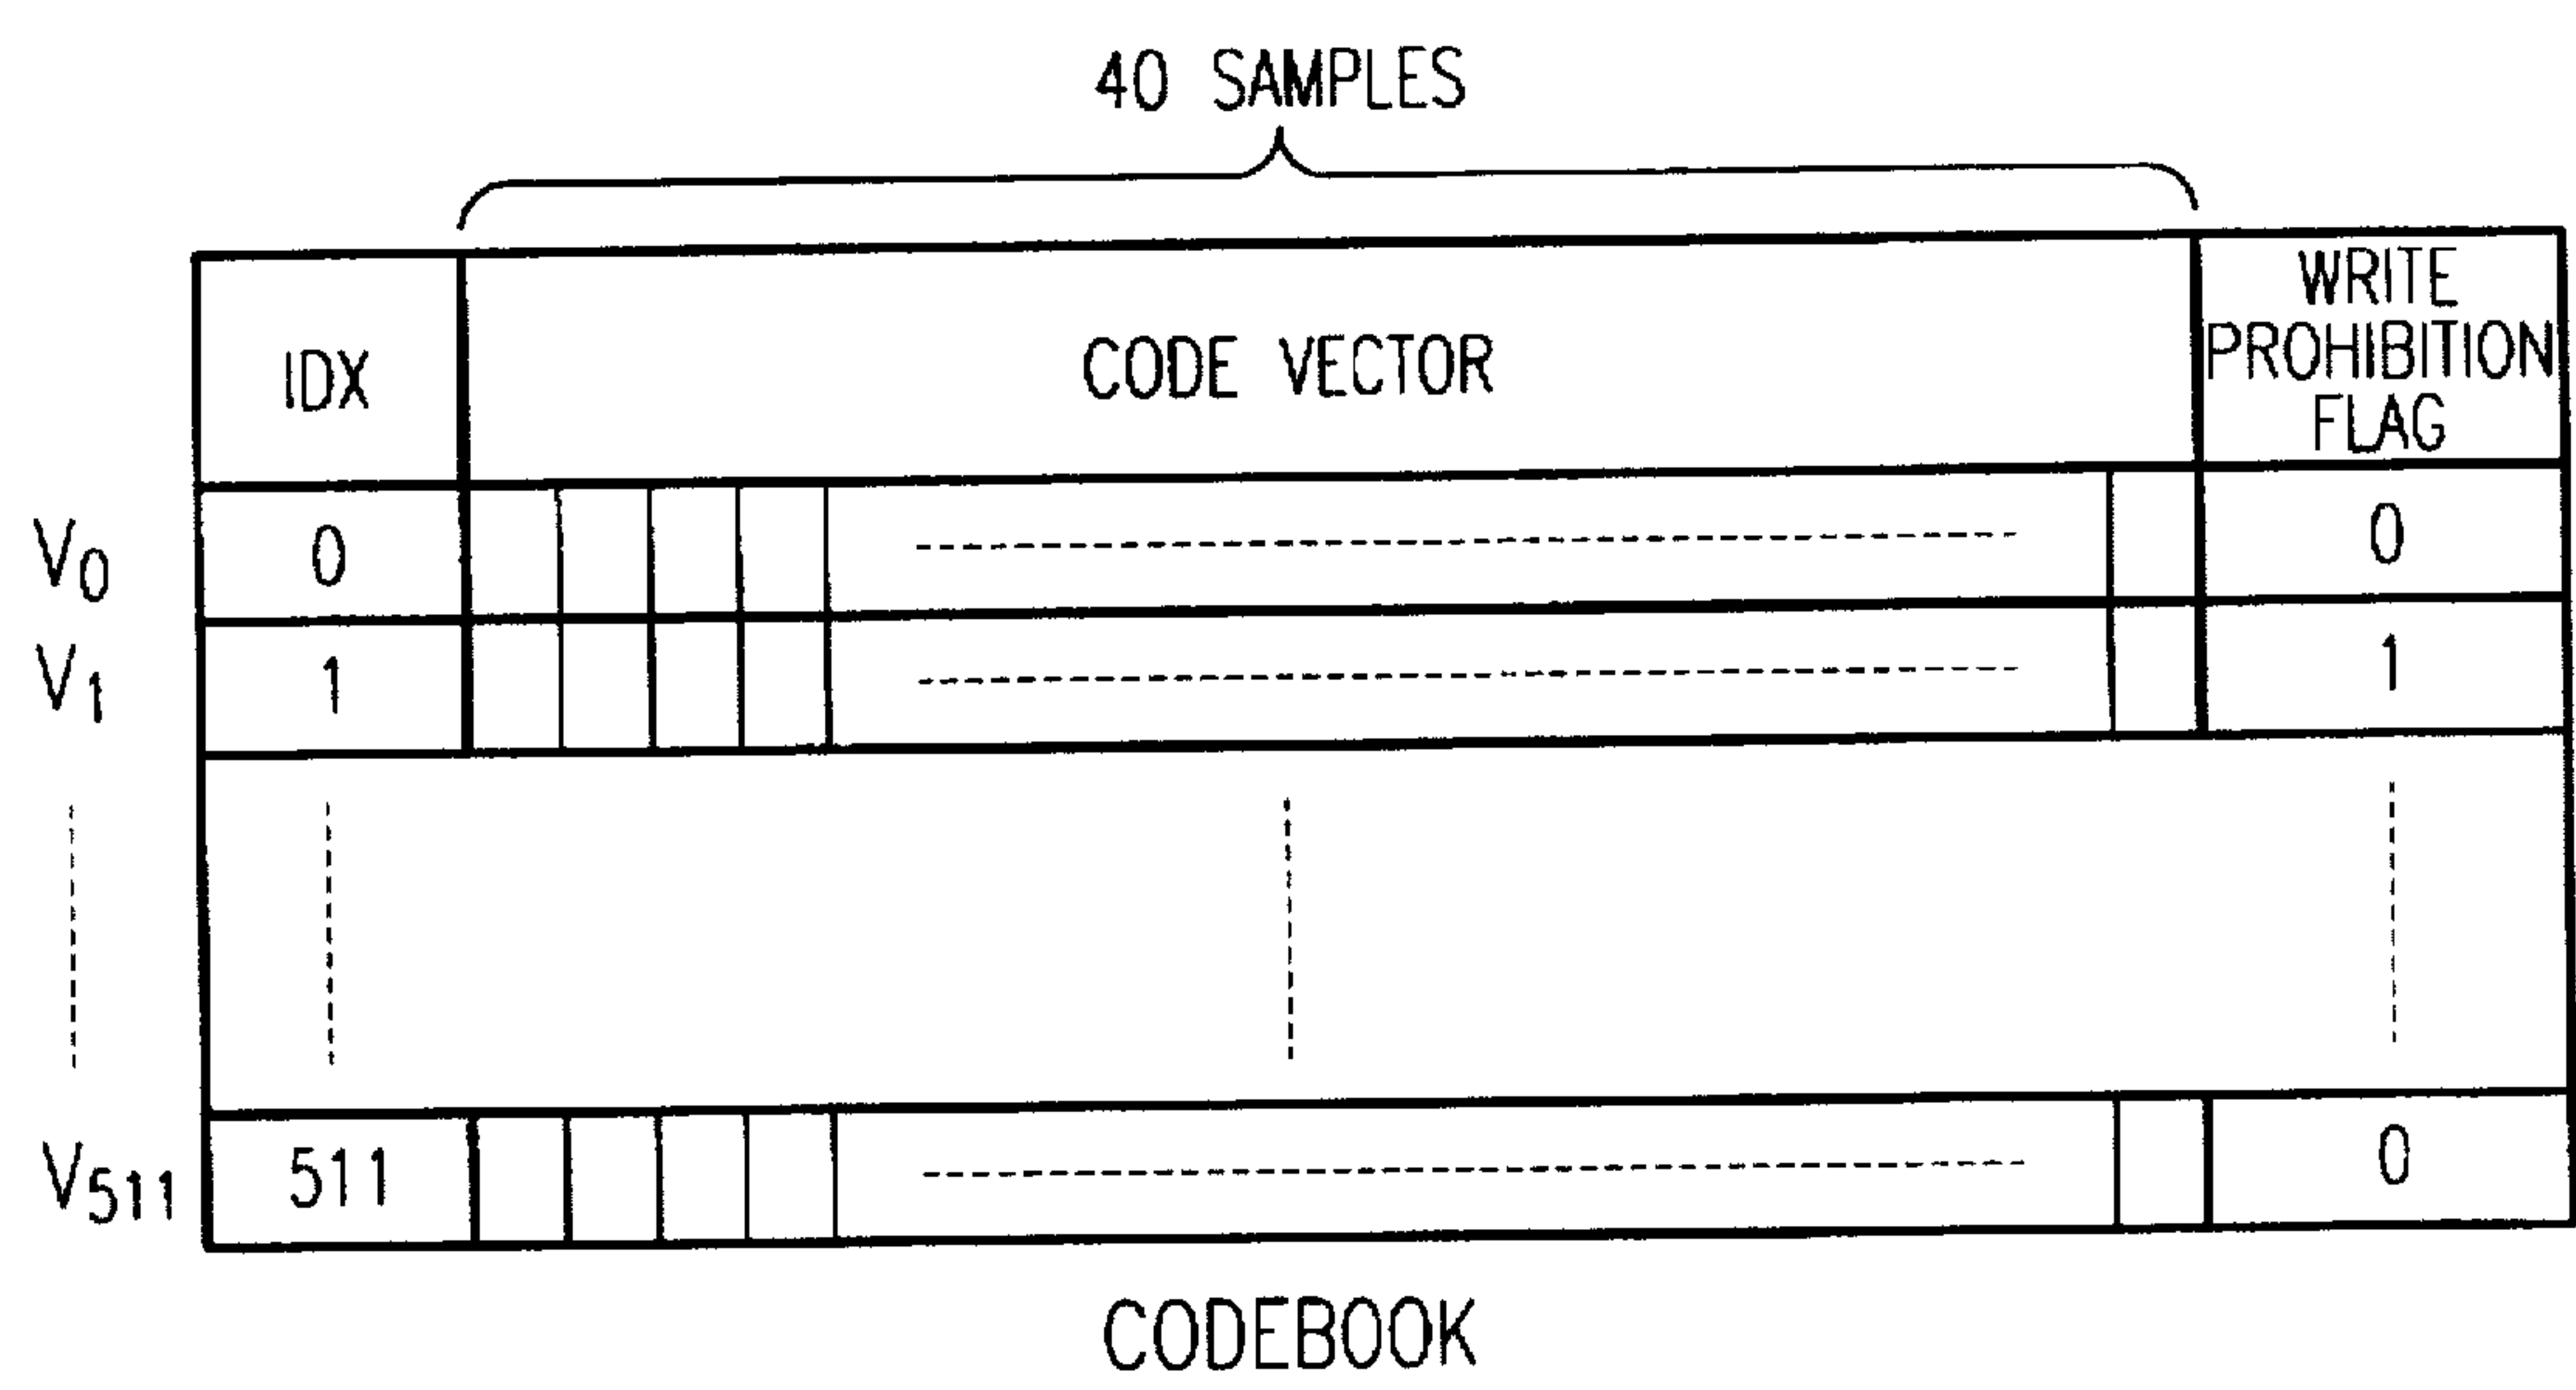 40 SAMPLES
IDX
CODE VECTOR
WRITE
PROHIBITION
FLAG
V0 0 0
V1 1 1
V511 511 0
CODEBOOK